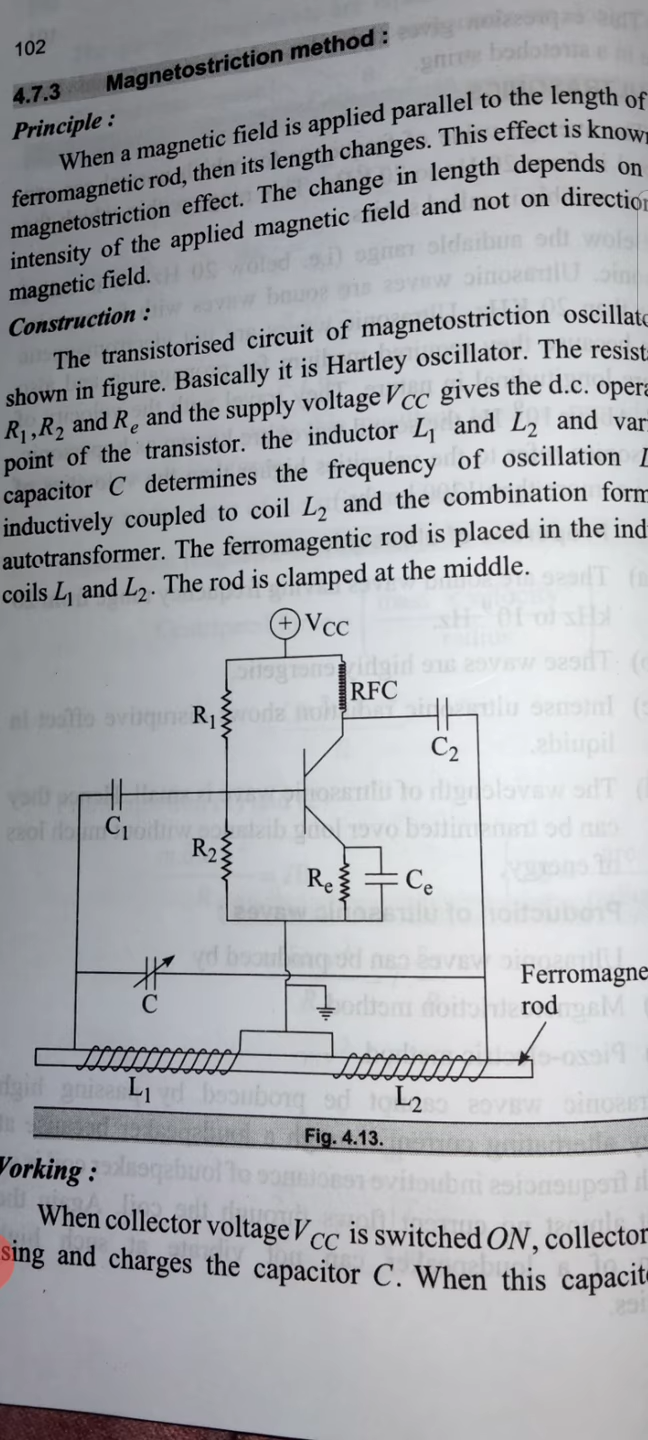 102
4.7.3 Magnetostriction method :
Principle :
When a magnetic field is applied parallel to the length of
ferromagnetic rod, then its length changes. This effect is know
magnetostriction effect. The change in length depends on
intensity of the applied magnetic field and not on direction
magnetic field.
Construction :
The transistorised circuit of magnetostriction oscillato
shown in figure. Basically it is Hartley oscillator. The resist
R₁,R₂ and Rₑ and the supply voltage V_CC gives the d.c. opera
point of the transistor. the inductor L₁ and L₂ and var
capacitor C determines the frequency of oscillation L
inductively coupled to coil L₂ and the combination form
autotransformer. The ferromagentic rod is placed in the ind
coils L₁ and L₂. The rod is clamped at the middle.
+ VCC
RFC
R₁
C₂
C₁
R₂
Rₑ
Cₑ
C
Ferromagne
rod
L₁
L₂
Fig. 4.13.
Vorking :
When collector voltage V_CC is switched ON, collector
sing and charges the capacitor C. When this capacit